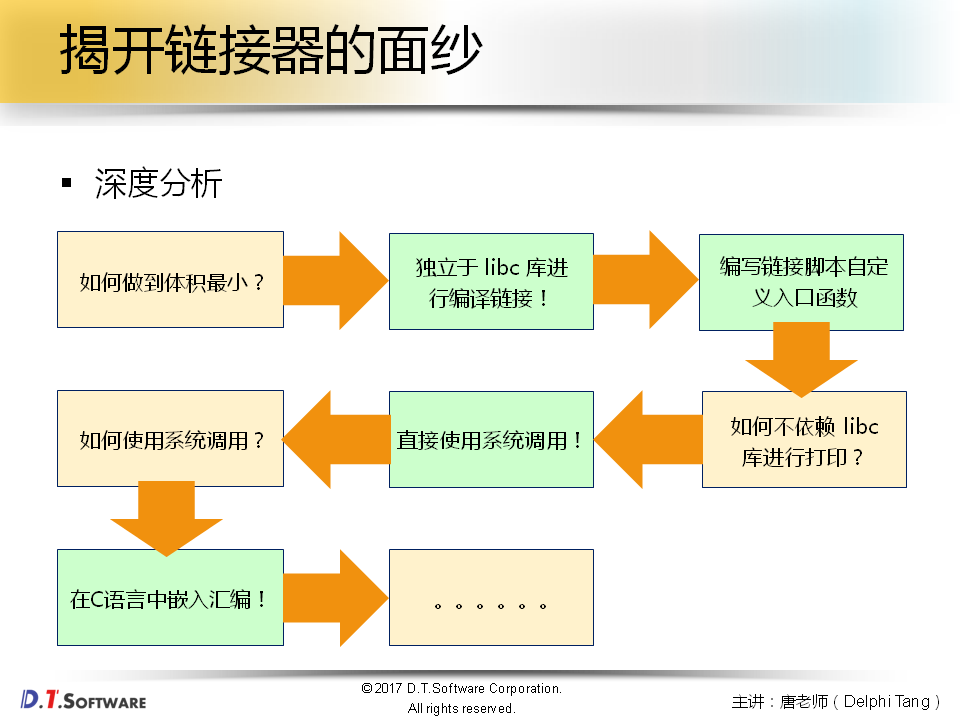 揭开链接器的面纱
▪ 深度分析
如何做到体积最小？
独立于 libc 库进
行编译链接！
编写链接脚本自定
义入口函数
如何使用系统调用？
直接使用系统调用！
如何不依赖 libc
库进行打印？
在C语言中嵌入汇编！
。。。。。。
D.T.SOFTWARE
©2017 D.T.Software Corporation.
All rights reserved.
主讲：唐老师（Delphi Tang）